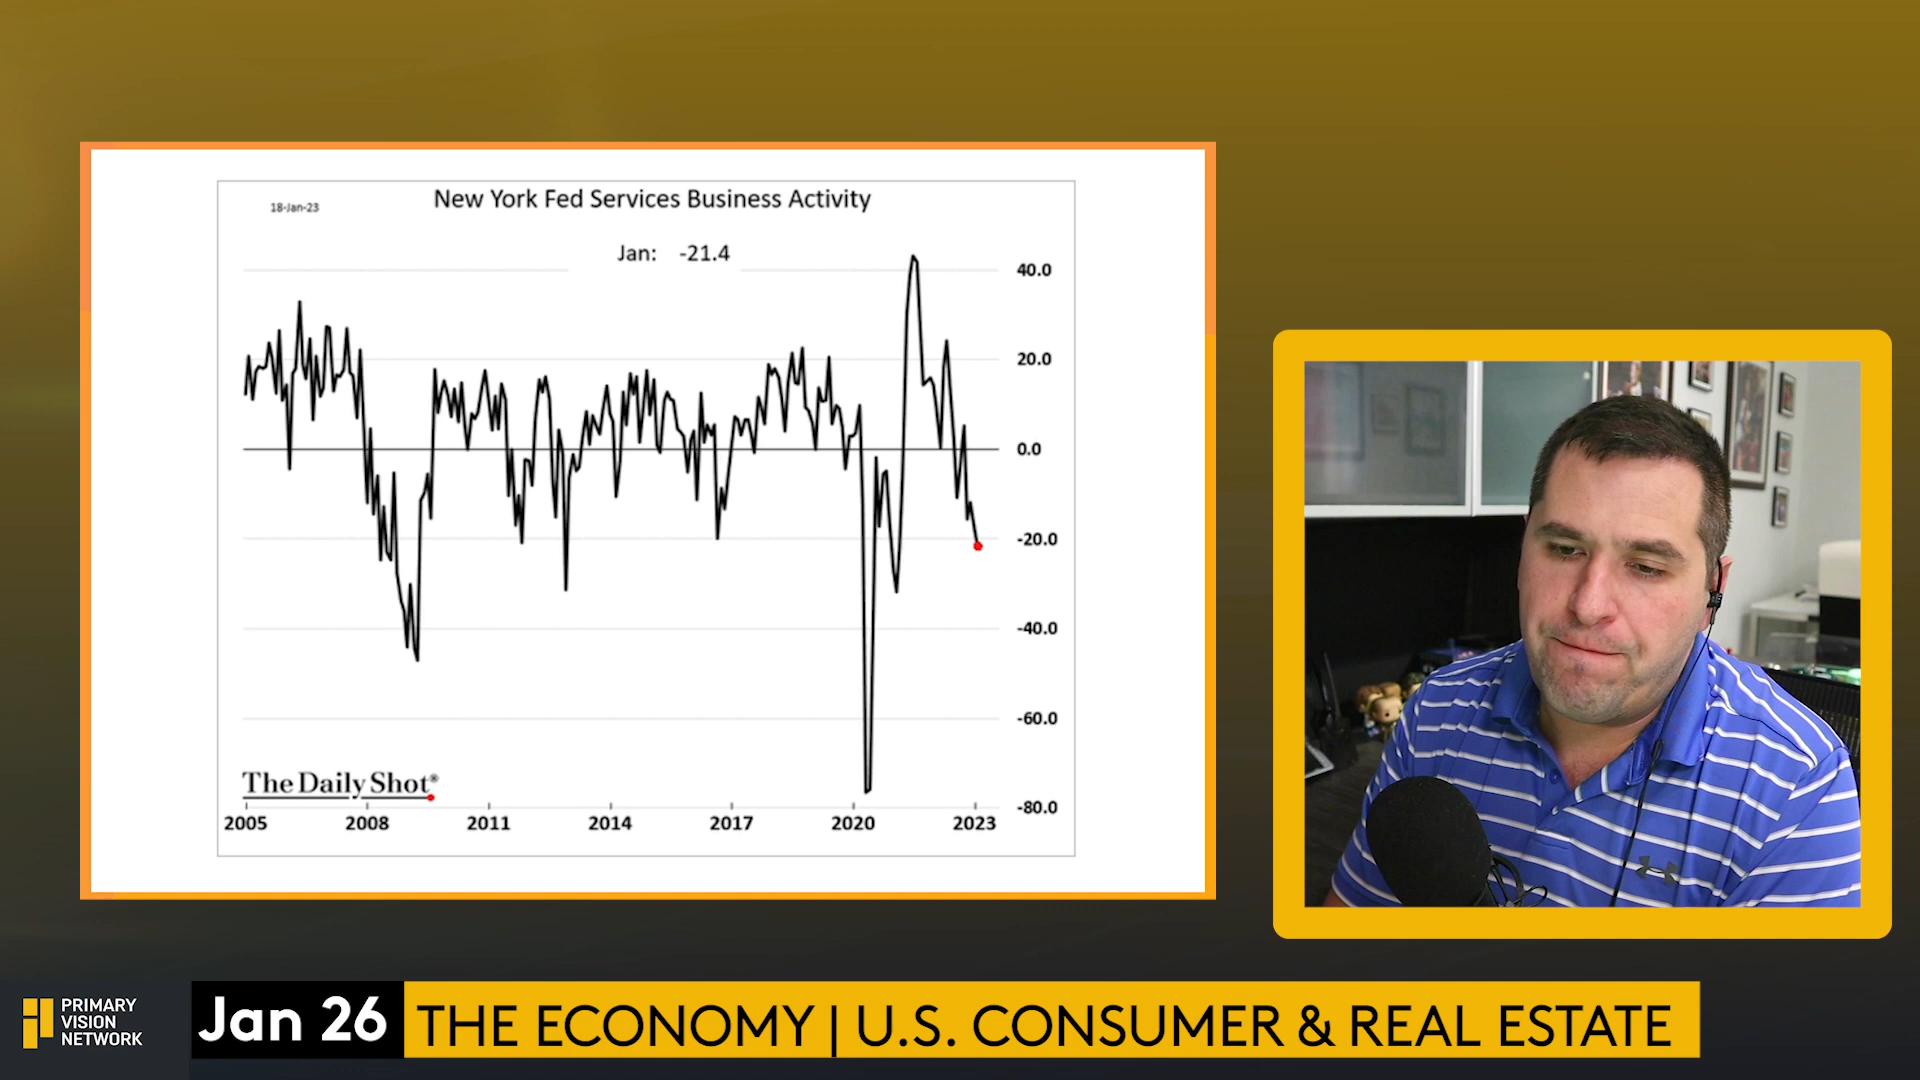 New York Fed Services Business Activity
18-Jan-23
Jan: -21.4
40.0
20.0
0.0
-20.0
-40.0
-60.0
-80.0
The Daily Shot®
2005 2008 2011 2014 2017 2020 2023
PRIMARY
VISION
NETWORK
Jan 26
THE ECONOMY | U.S. CONSUMER & REAL ESTATE